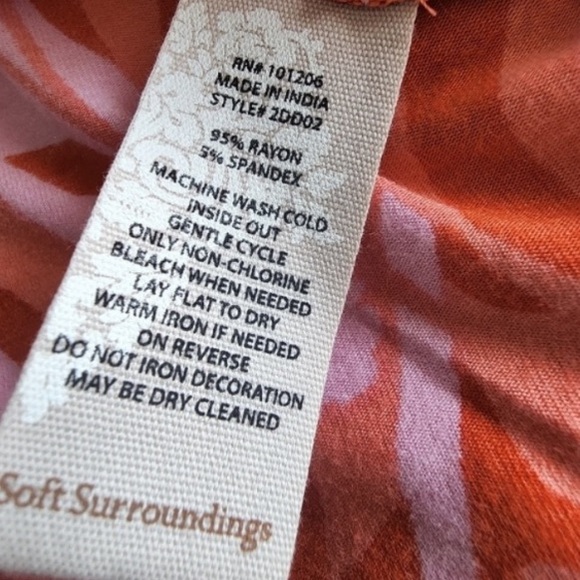 RN# 101206
MADE IN INDIA
STYLE# 2DD02
95% RAYON
5% SPANDEX
MACHINE WASH COLD
INSIDE OUT
GENTLE CYCLE
ONLY NON-CHLORINE
BLEACH WHEN NEEDED
LAY FLAT TO DRY
WARM IRON IF NEEDED
ON REVERSE
DO NOT IRON DECORATION
MAY BE DRY CLEANED
Soft Surroundings